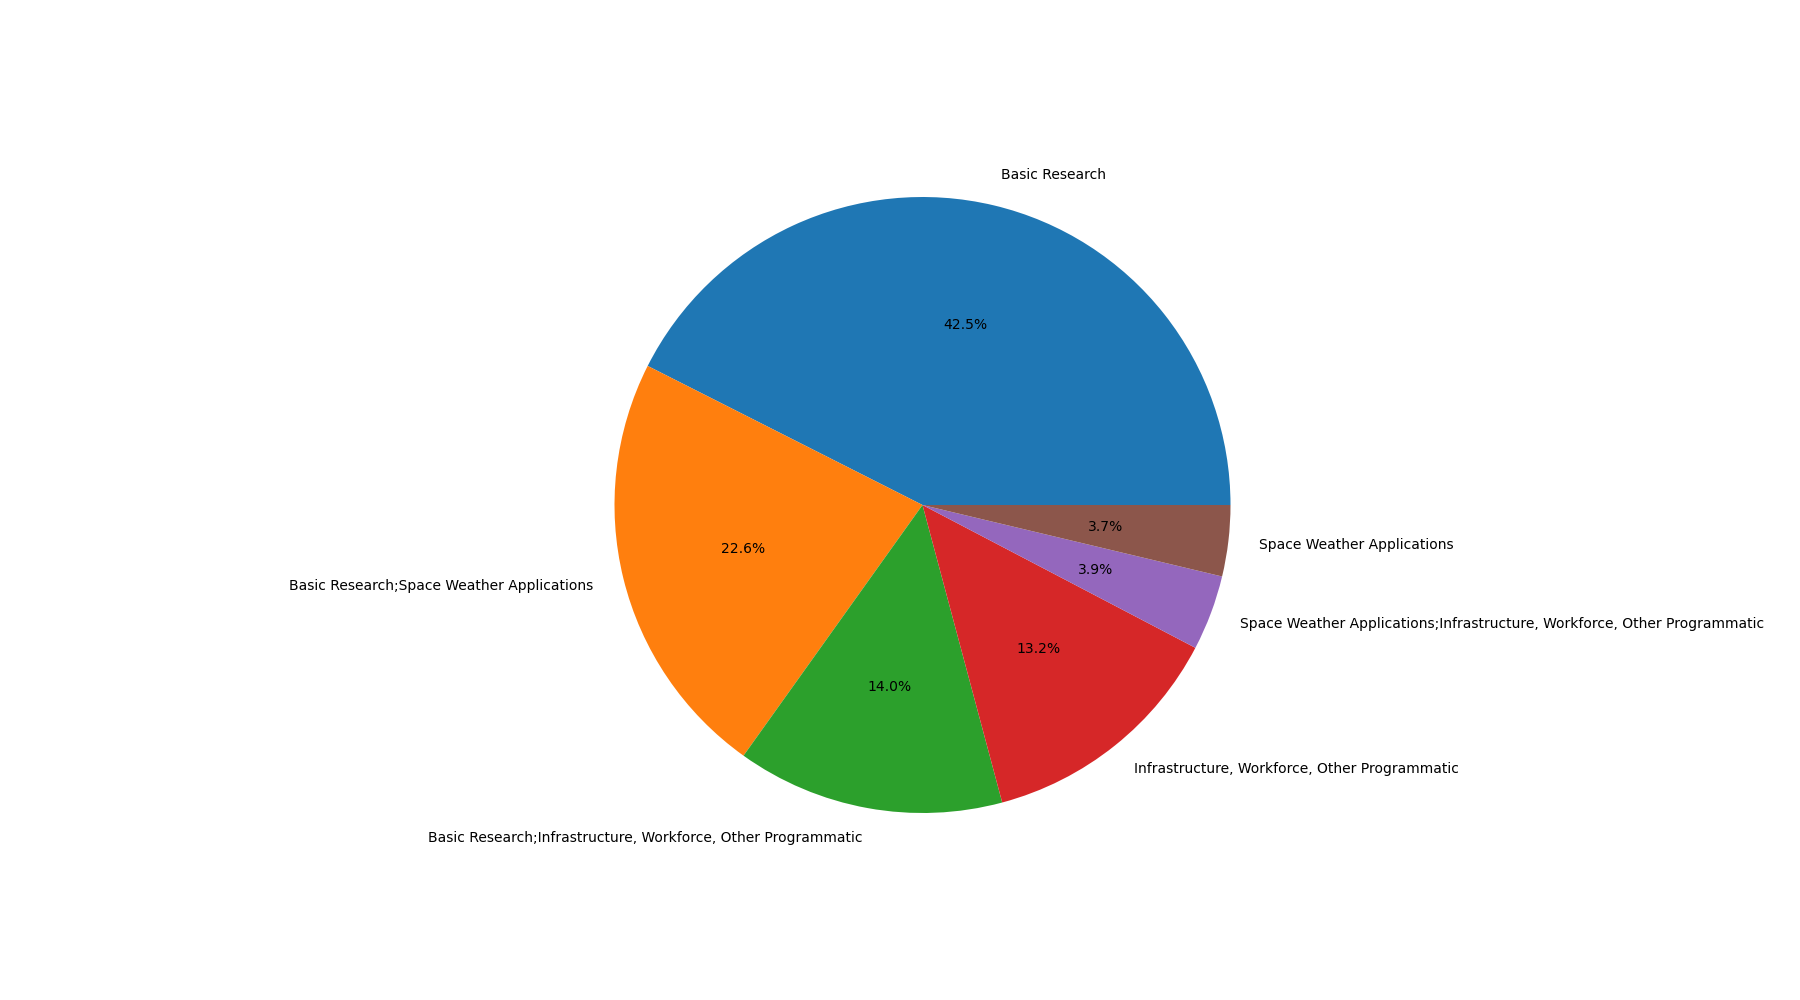 Basic Research
42.5%
22.6%
Basic Research;Space Weather Applications
14.0%
Basic Research;Infrastructure, Workforce, Other Programmatic
13.2%
Infrastructure, Workforce, Other Programmatic
3.9%
Space Weather Applications;Infrastructure, Workforce, Other Programmatic
3.7%
Space Weather Applications